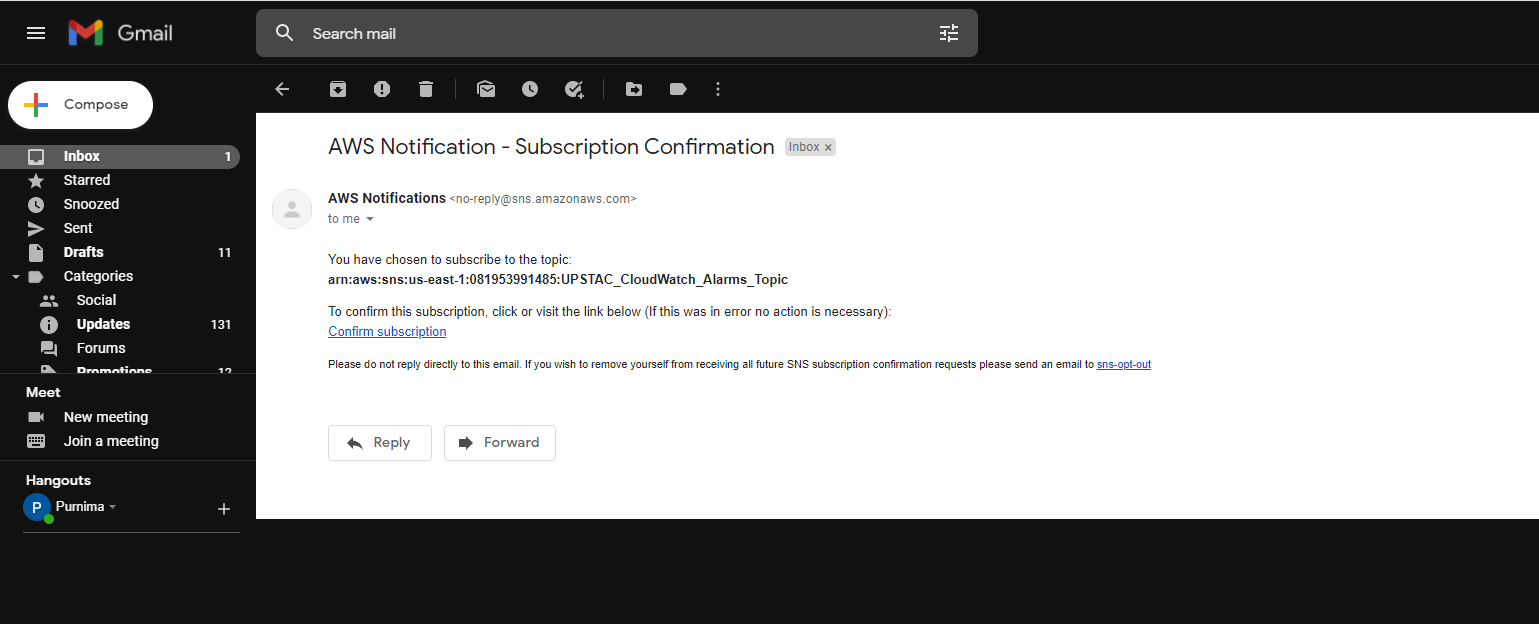 Gmail
Search mail
Compose
Inbox 1
Starred
Snoozed
Sent
Drafts 11
Categories
Social
Updates 131
Forums
Promotions 12
Meet
New meeting
Join a meeting
Hangouts
P Purnima
AWS Notification - Subscription Confirmation Inbox ×
AWS Notifications <no-reply@sns.amazonaws.com>
to me
You have chosen to subscribe to the topic:
arn:aws:sns:us-east-1:081953991485:UPSTAC_CloudWatch_Alarms_Topic
To confirm this subscription, click or visit the link below (If this was in error no action is necessary):
Confirm subscription
Please do not reply directly to this email. If you wish to remove yourself from receiving all future SNS subscription confirmation requests please send an email to sns-opt-out
Reply Forward